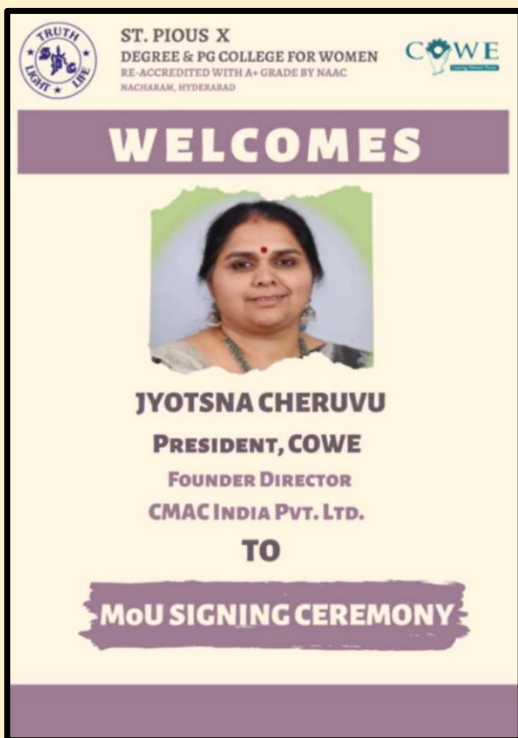 TRUTH
LIGHT
LIFE
ST. PIOUS X
DEGREE & PG COLLEGE FOR WOMEN
RE-ACCREDITED WITH A+ GRADE BY NAAC
NACHARAM, HYDERABAD
COWE
WELCOMES
JYOTSNA CHERUVU
PRESIDENT, COWE
FOUNDER DIRECTOR
CMAC INDIA PVT. LTD.
TO
MoU SIGNING CEREMONY